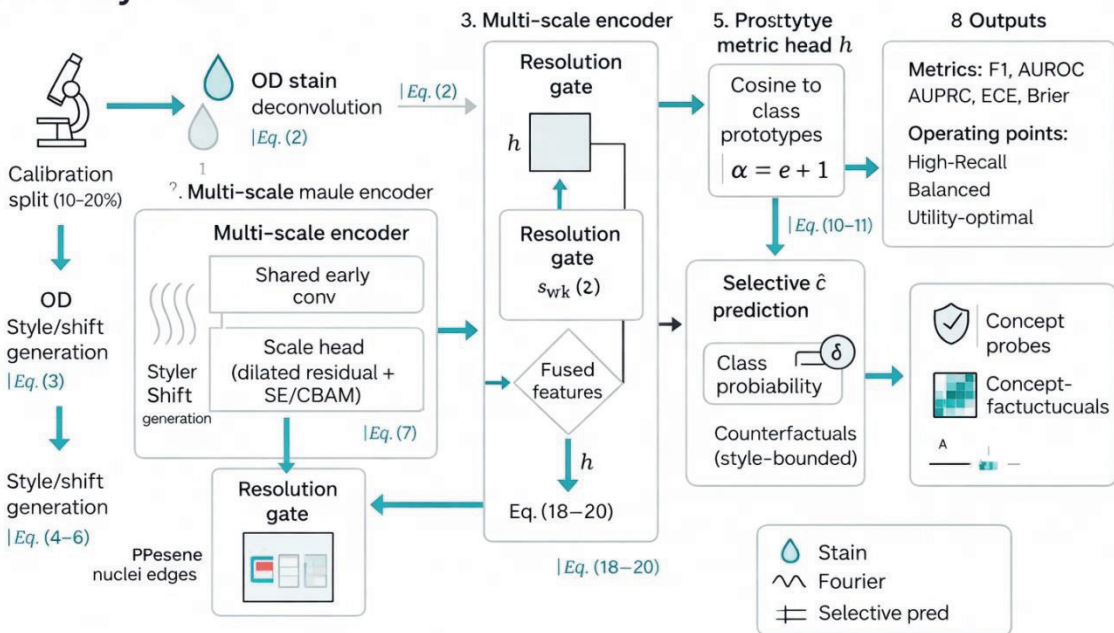 3. Multi-scale encoder
5. Prosttytye
metric head h
8 Outputs
OD stain
deconvolution
|Eq. (2)
|Eq. (2)
1
Calibration
split (10–20%)
OD
Style/shift
generation
|Eq. (3)
Style/shift
generation
|Eq. (4–6)
?. Multi-scale maule encoder
Multi-scale encoder
Shared early
conv
Scale head
(dilated residual +
SE/CBAM)
Styler
Shift
generation
|Eq. (7)
Resolution
gate
PPesene
nuclei edges
Resolution
gate
h
Resolution
gate
s_wk (2)
Fused
features
h
Eq. (18–20)
|Eq. (18–20)
Cosine to
class
prototypes
| α = e + 1
|Eq. (10–11)
Selective ĉ
prediction
Class
probiability
δ
Counterfactuals
(style-bounded)
Metrics: F1, AUROC
AUPRC, ECE, Brier
Operating points:
High-Recall
Balanced
Utility-optimal
Concept
probes
Concept-
factuctucuals
A
Stain
Fourier
Selective pred